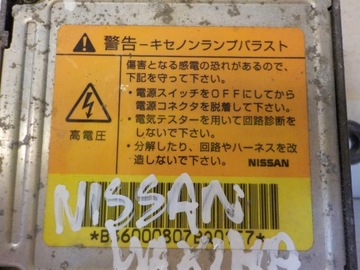 警告－キセノンランプバラスト
傷害となる感電の恐れがあるので、
下記を守って下さい。
・電源スイッチをOFFにしてから
電源コネクタを脱着して下さい。
・電気テスターを用いて回路診断を
しないで下さい。
・分解したり、回路やハーネスを改
造しないで下さい。
高電圧
NISSAN
NISSAN